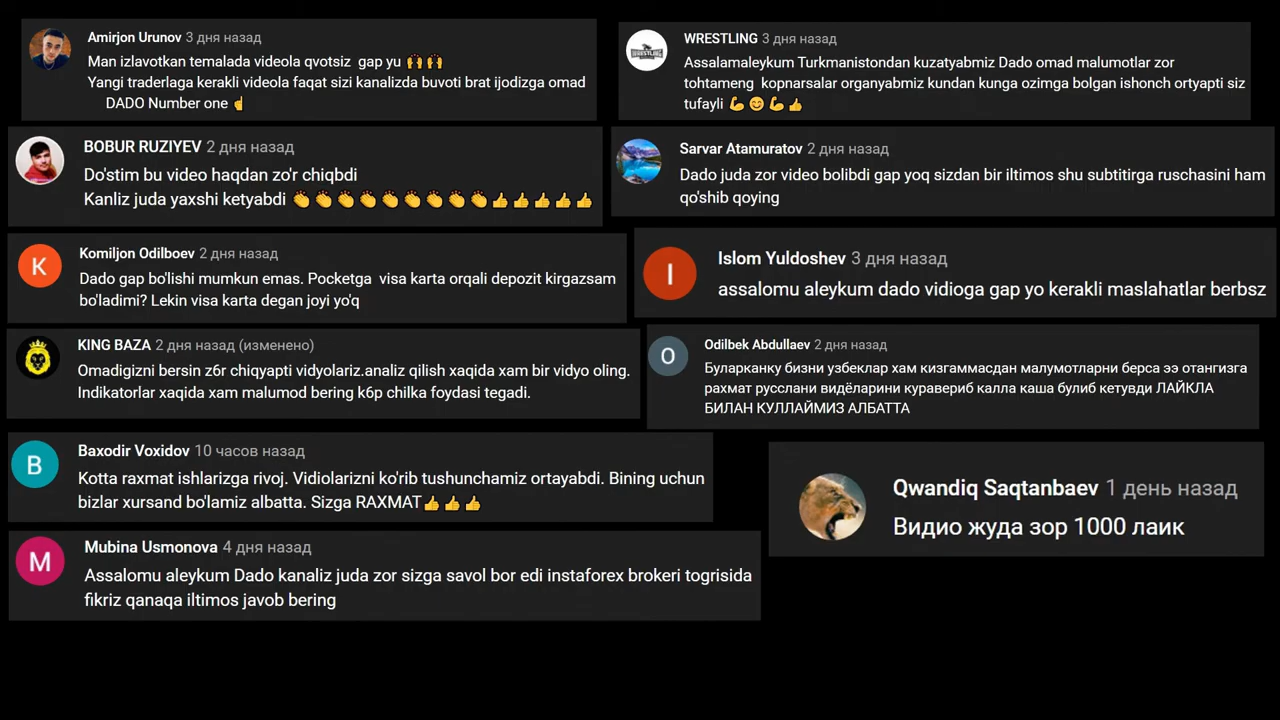 Amirjon Urunov 3 дня назад
Man izlavotkan temalada videola qvotsiz gap yu 🙌🙌
Yangi traderlaga kerakli videola faqat sizi kanalizda buvoti brat ijodizga omad
DADO Number one ☝
BOBUR RUZIYEV 2 дня назад
Do'stim bu video haqdan zo'r chiqbdi
Kanliz juda yaxshi ketyabdi 👏👏👏👏👏👏👏👏👏👍👍👍👍👍
Komiljon Odilboev 2 дня назад
Dado gap bo'lishi mumkun emas. Pocketga visa karta orqali depozit kirgazsam
bo'ladimi? Lekin visa karta degan joyi yo'q
KING BAZA 2 дня назад (изменено)
Omadigizni bersin z6r chiqyapti vidyolariz.analiz qilish xaqida xam bir vidyo oling.
Indikatorlar xaqida xam malumod bering k6p chilka foydasi tegadi.
Baxodir Voxidov 10 часов назад
Kotta raxmat ishlarizga rivoj. Vidiolarizni ko'rib tushunchamiz ortayabdi. Bining uchun
bizlar xursand bo'lamiz albatta. Sizga RAXMAT👍👍👍
Mubina Usmonova 4 дня назад
Assalomu aleykum Dado kanaliz juda zor sizga savol bor edi instaforex brokeri togrisida
fikriz qanaqa iltimos javob bering
WRESTLING 3 дня назад
Assalamaleykum Turkmanistondan kuzatyabmiz Dado omad malumotlar zor
tohtameng kopnarsalar organyabmiz kundan kunga ozimga bolgan ishonch ortyapti siz
tufayli 💪😊💪👍
Sarvar Atamuratov 2 дня назад
Dado juda zor video bolibdi gap yoq sizdan bir iltimos shu subtitirga ruschasini ham
qo'shib qoying
Islom Yuldoshev 3 дня назад
assalomu aleykum dado vidioga gap yo kerakli maslahatlar berbsz
Odilbek Abdullaev 2 дня назад
Буларканку бизни узбеклар хам кизгаммасдан малумотларни берса ээ отангизга
рахмат русслани видёларини куравериб калла каша булиб кетувди ЛАЙКЛА
БИЛАН КУЛЛАЙМИЗ АЛБАТТА
Qwandiq Saqtanbaev 1 день назад
Видио жуда зор 1000 лаик